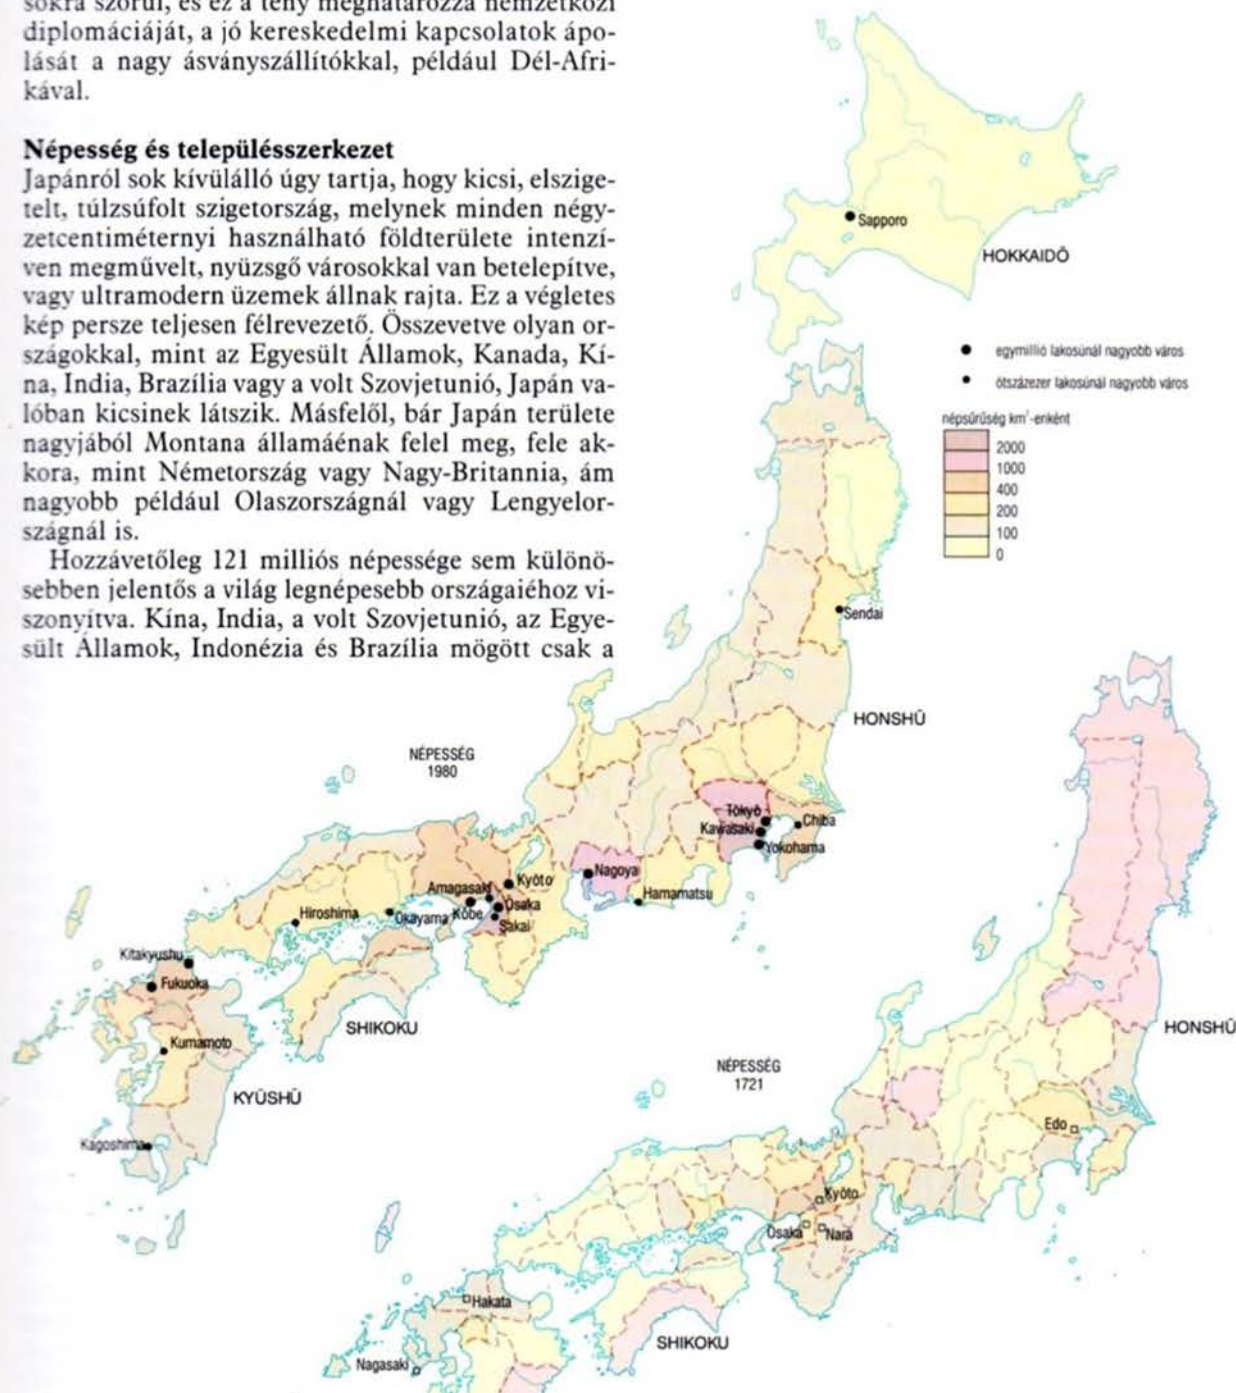 sokra szorul, és ez a tény meghatározza nemzetközi
diplomáciáját, a jó kereskedelmi kapcsolatok ápo-
lását a nagy ásványszállítókkal, például Dél-Afri-
kával.
Népesség és településszerkezet
Japánról sok kívülálló úgy tartja, hogy kicsi, elszige-
telt, túlzsúfolt szigetország, melynek minden négy-
zetcentiméternyi használható földterülete intenzí-
ven megművelt, nyüzsgő városokkal van betelepítve,
vagy ultramodern üzemek állnak rajta. Ez a végletes
kép persze teljesen félrevezető. Összevetve olyan or-
szágokkal, mint az Egyesült Államok, Kanada, Kí-
na, India, Brazília vagy a volt Szovjetunió, Japán va-
lóban kicsinek látszik. Másfelől, bár Japán területe
nagyjából Montana államáénak felel meg, fele ak-
kora, mint Németország vagy Nagy-Britannia, ám
nagyobb például Olaszországnál vagy Lengyelor-
szágnál is.
Hozzávetőleg 121 milliós népessége sem különö-
sebben jelentős a világ legnépesebb országaiéhoz vi-
szonyítva. Kína, India, a volt Szovjetunió, az Egye-
sült Államok, Indonézia és Brazília mögött csak a
Sapporo
HOKKAIDŌ
egymillió lakosúnál nagyobb város
ötszázezer lakosúnál nagyobb város
népsűrűség km²-enként
2000
1000
400
200
100
0
Sendai
HONSHŪ
NÉPESSÉG
1980
Tōkyō
Kawasaki
Chiba
Yokohama
Nagoya
Hamamatsu
Kyōto
Amagasaki
Ōsaka
Kōbe
Sakai
Okayama
Hiroshima
Kitakyushu
Fukuoka
SHIKOKU
Kumamoto
KYŪSHŪ
Kagoshima
NÉPESSÉG
1721
HONSHŪ
Edo
Kyōto
Ōsaka
Nara
Hakata
SHIKOKU
Nagasaki